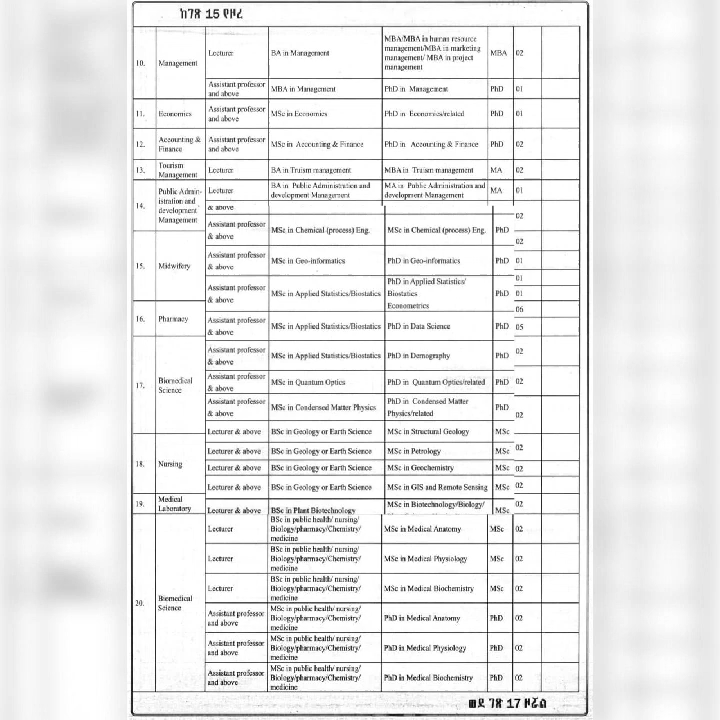 ከገጽ 15 የዞረ
10. Management Lecturer BA in Management MBA/MBA in human resource management/MBA in marketing management/ MBA in project management MBA 02
Assistant professor and above MBA in Management PhD in Management PhD 01
11. Economics Assistant professor and above MSc in Economics PhD in Economics/related PhD 01
12. Accounting & Finance Assistant professor and above MSc in Accounting & Finance PhD in Accounting & Finance PhD 02
13. Tourism Management Lecturer BA in Truism management MBA in Truism management MA 02
14. Public Admin- istration and development Management Lecturer BA in Public Administration and development Management MA in Public Administration and development Management MA 01
& above 02
Assistant professor & above MSc in Chemical (process) Eng. MSc in Chemical (process) Eng. PhD 02
15. Midwifery Assistant professor & above MSc in Geo-informatics PhD in Geo-informatics PhD 01
01
Assistant professor & above MSc in Applied Statistics/Biostatics PhD in Applied Statistics/ Biostatics Econometrics PhD 01
06
16. Pharmacy Assistant professor & above MSc in Applied Statistics/Biostatics PhD in Data Science PhD 05
17. Biomedical Science Assistant professor & above MSc in Applied Statistics/Biostatics PhD in Demography PhD 02
Assistant professor & above MSc in Quantum Optics PhD in Quantum Optics/related PhD 02
Assistant professor & above MSc in Condensed Matter Physics PhD in Condensed Matter Physics/related PhD 02
Lecturer & above BSc in Geology or Earth Science MSc in Structural Geology MSc
18. Nursing Lecturer & above BSc in Geology or Earth Science MSc in Petrology MSc 02
Lecturer & above BSc in Geology or Earth Science MSc in Geochemistry MSc 02
Lecturer & above BSc in Geology or Earth Science MSc in GIS and Remote Sensing MSc 02
19. Medical Laboratory Lecturer & above BSc in Plant Biotechnology MSc in Biotechnology/Biology/ MSc 02
20. Biomedical Science Lecturer BSc in public health/ nursing/ Biology/pharmacy/Chemistry/ medicine MSc in Medical Anatomy MSc 02
Lecturer BSc in public health/ nursing/ Biology/pharmacy/Chemistry/ medicine MSc in Medical Physiology MSc 02
Lecturer BSc in public health/ nursing/ Biology/pharmacy/Chemistry/ medicine MSc in Medical Biochemistry MSc 02
Assistant professor and above MSc in public health/ nursing/ Biology/pharmacy/Chemistry/ medicine PhD in Medical Anatomy PhD 02
Assistant professor and above MSc in public health/ nursing/ Biology/pharmacy/Chemistry/ medicine PhD in Medical Physiology PhD 02
Assistant professor and above MSc in public health/ nursing/ Biology/pharmacy/Chemistry/ medicine PhD in Medical Biochemistry PhD 02
ወደ ገጽ 17 ዞሯል